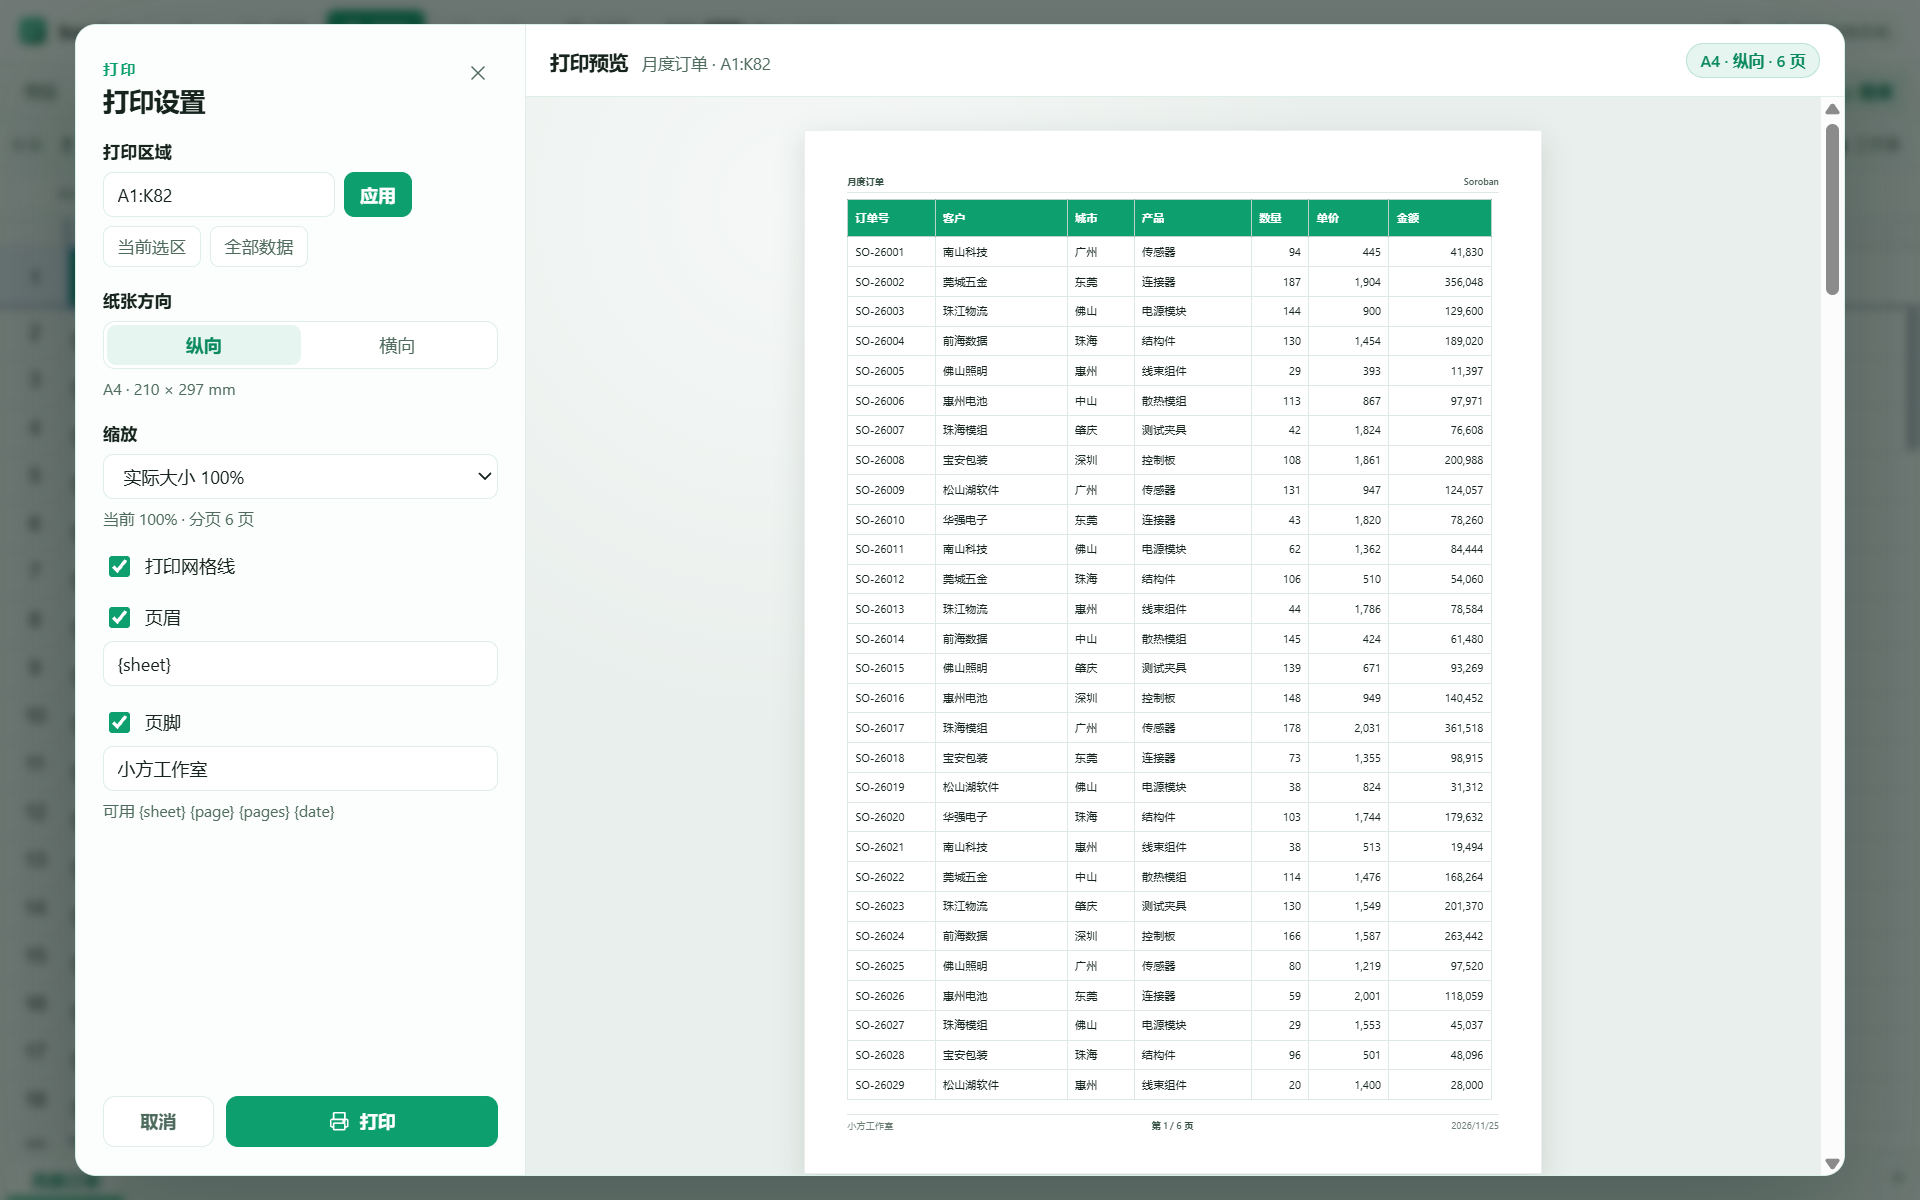 打印
打印设置
打印区域
A1:K82
应用
当前选区
全部数据
纸张方向
纵向
横向
A4 · 210 × 297 mm
缩放
实际大小 100%
当前 100% · 分页 6 页
打印网格线
页眉
{sheet}
页脚
小方工作室
可用 {sheet} {page} {pages} {date}
取消
打印
打印预览 月度订单 · A1:K82
A4 · 纵向 · 6 页
月度订单 Soroban
订单号 客户 城市 产品 数量 单价 金额
SO-26001 南山科技 广州 传感器 94 445 41,830
SO-26002 莞城五金 东莞 连接器 187 1,904 356,048
SO-26003 珠江物流 佛山 电源模块 144 900 129,600
SO-26004 前海数据 珠海 结构件 130 1,454 189,020
SO-26005 佛山照明 惠州 线束组件 29 393 11,397
SO-26006 惠州电池 中山 散热模组 113 867 97,971
SO-26007 珠海模组 肇庆 测试夹具 42 1,824 76,608
SO-26008 宝安包装 深圳 控制板 108 1,861 200,988
SO-26009 松山湖软件 广州 传感器 131 947 124,057
SO-26010 华强电子 东莞 连接器 43 1,820 78,260
SO-26011 南山科技 佛山 电源模块 62 1,362 84,444
SO-26012 莞城五金 珠海 结构件 106 510 54,060
SO-26013 珠江物流 惠州 线束组件 44 1,786 78,584
SO-26014 前海数据 中山 散热模组 145 424 61,480
SO-26015 佛山照明 肇庆 测试夹具 139 671 93,269
SO-26016 惠州电池 深圳 控制板 148 949 140,452
SO-26017 珠海模组 广州 传感器 178 2,031 361,518
SO-26018 宝安包装 东莞 连接器 73 1,355 98,915
SO-26019 松山湖软件 佛山 电源模块 38 824 31,312
SO-26020 华强电子 珠海 结构件 103 1,744 179,632
SO-26021 南山科技 惠州 线束组件 38 513 19,494
SO-26022 莞城五金 中山 散热模组 114 1,476 168,264
SO-26023 珠江物流 肇庆 测试夹具 130 1,549 201,370
SO-26024 前海数据 深圳 控制板 166 1,587 263,442
SO-26025 佛山照明 广州 传感器 80 1,219 97,520
SO-26026 惠州电池 东莞 连接器 59 2,001 118,059
SO-26027 珠海模组 佛山 电源模块 29 1,553 45,037
SO-26028 宝安包装 珠海 结构件 96 501 48,096
SO-26029 松山湖软件 惠州 线束组件 20 1,400 28,000
小方工作室 第 1 / 6 页 2026/11/25